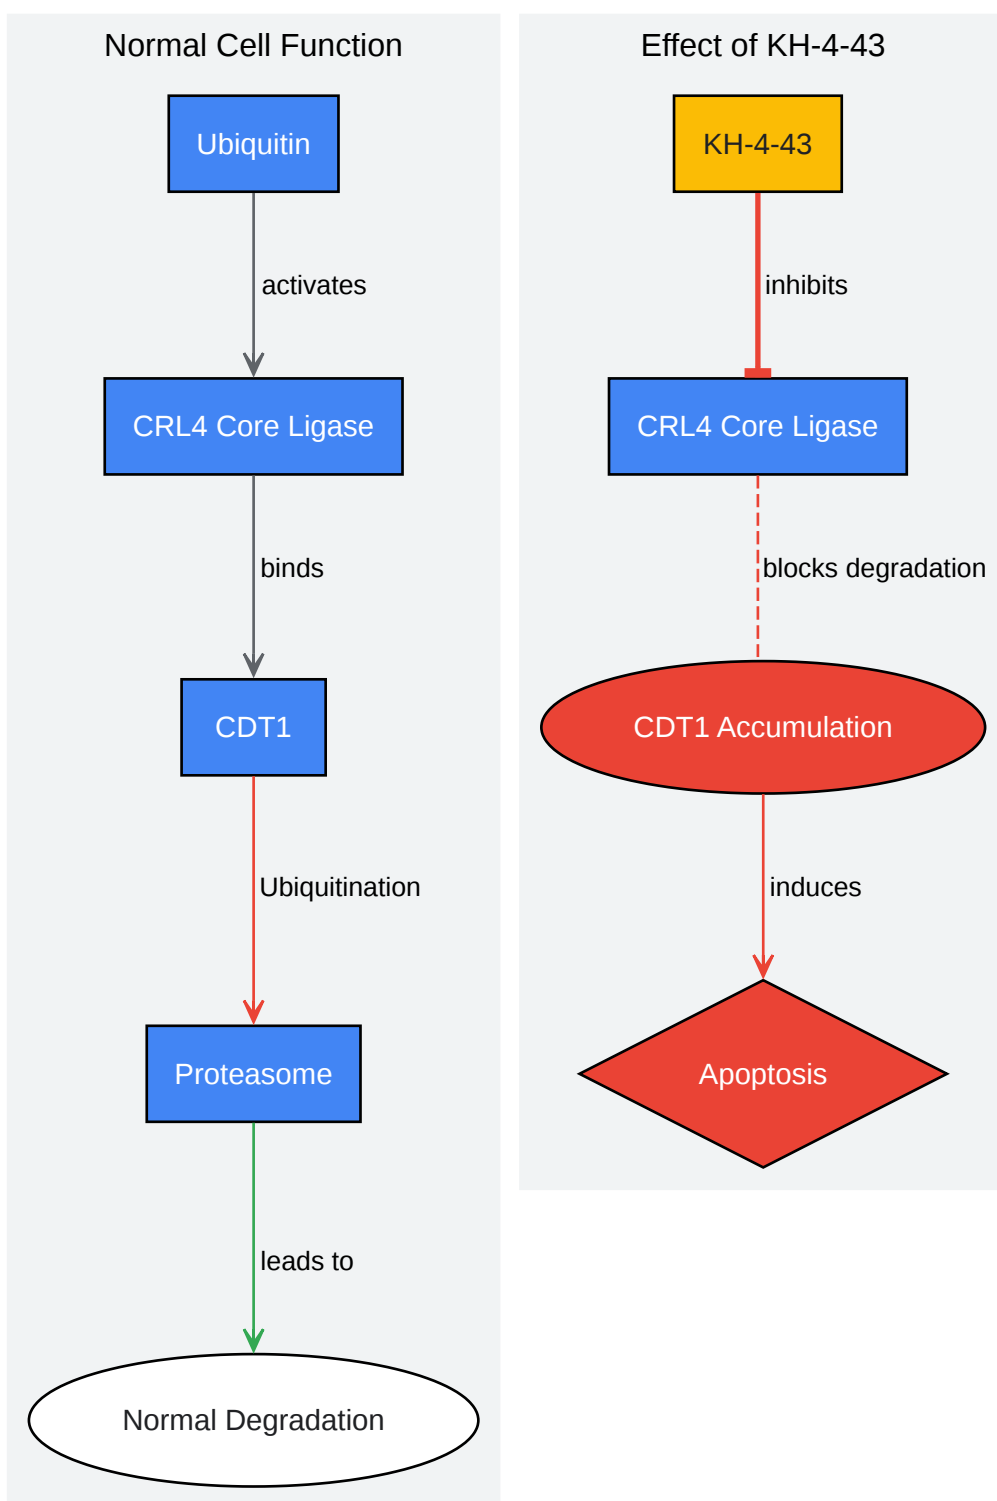 Normal Cell Function
Ubiquitin
activates
CRL4 Core Ligase
binds
CDT1
Ubiquitination
Proteasome
leads to
Normal Degradation
Effect of KH-4-43
KH-4-43
inhibits
CRL4 Core Ligase
blocks degradation
CDT1 Accumulation
induces
Apoptosis